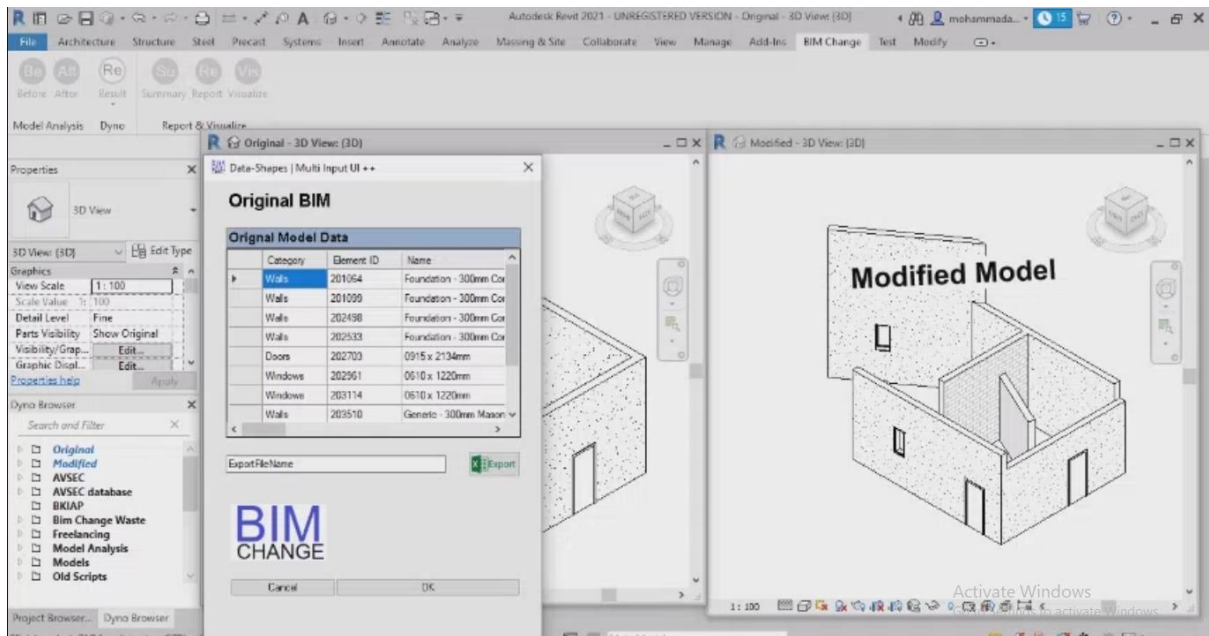 Autodesk Revit 2021 - UNREGISTERED VERSION - Original - 3D View: {3D}
mohammada...
15
File Architecture Structure Steel Precast Systems Insert Annotate Analyze Massing & Site Collaborate View Manage Add-Ins BIM Change Test Modify
Be Aft Re Su Re Vis
Before After Result Summary Report Visualize
Model Analysis Dyno Report & Visualize
Properties
3D View
3D View: {3D} Edit Type
Graphics
View Scale 1 : 100
Scale Value 1: 100
Detail Level Fine
Parts Visibility Show Original
Visibility/Grap... Edit...
Graphic Displ... Edit...
Properties help Apply
Dyno Browser
Search and Filter
Original
Modified
AVSEC
AVSEC database
BKIAP
Bim Change Waste
Freelancing
Model Analysis
Models
Old Scripts
Project Browser... Dyno Browser
Original - 3D View: {3D}
Data-Shapes | Multi Input UI ++
Original BIM
Orignal Model Data
Category Element ID Name
Walls 201064 Foundation - 300mm Cor
Walls 201099 Foundation - 300mm Cor
Walls 202498 Foundation - 300mm Cor
Walls 202533 Foundation - 300mm Cor
Doors 202703 0915 x 2134mm
Windows 202961 0610 x 1220mm
Windows 203114 0610 x 1220mm
Walls 203510 Generic - 300mm Mason
ExportFileName
Export
BIM
CHANGE
Cancel OK
Modified - 3D View: {3D}
Modified Model
Activate Windows
1 : 100